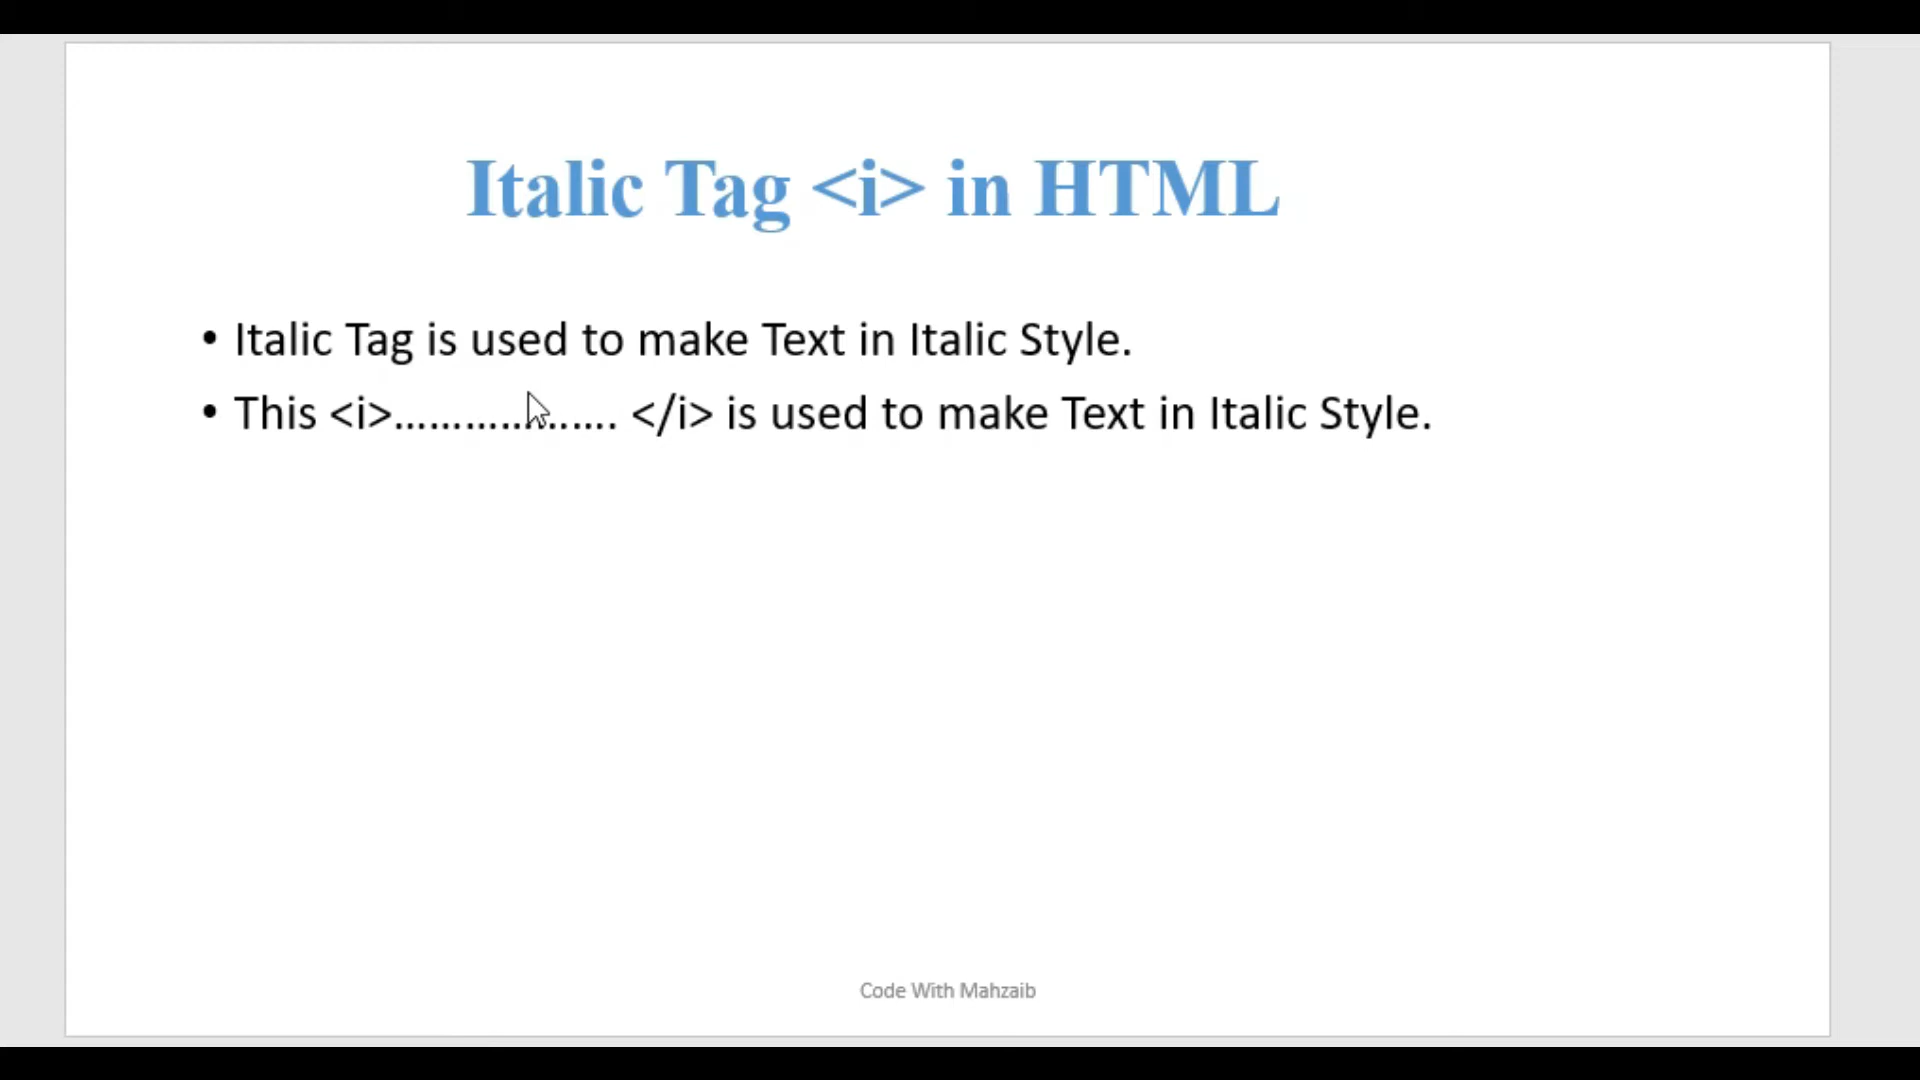 Italic Tag <i> in HTML
• Italic Tag is used to make Text in Italic Style.
• This <i>................... </i> is used to make Text in Italic Style.
Code With Mahzaib